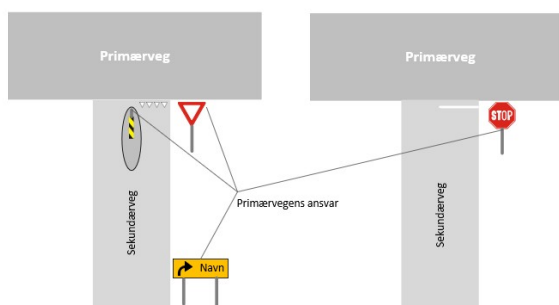 Primærveg
Primærveg
STOP
Sekundærveg
Sekundærveg
Primærvegens ansvar
Navn